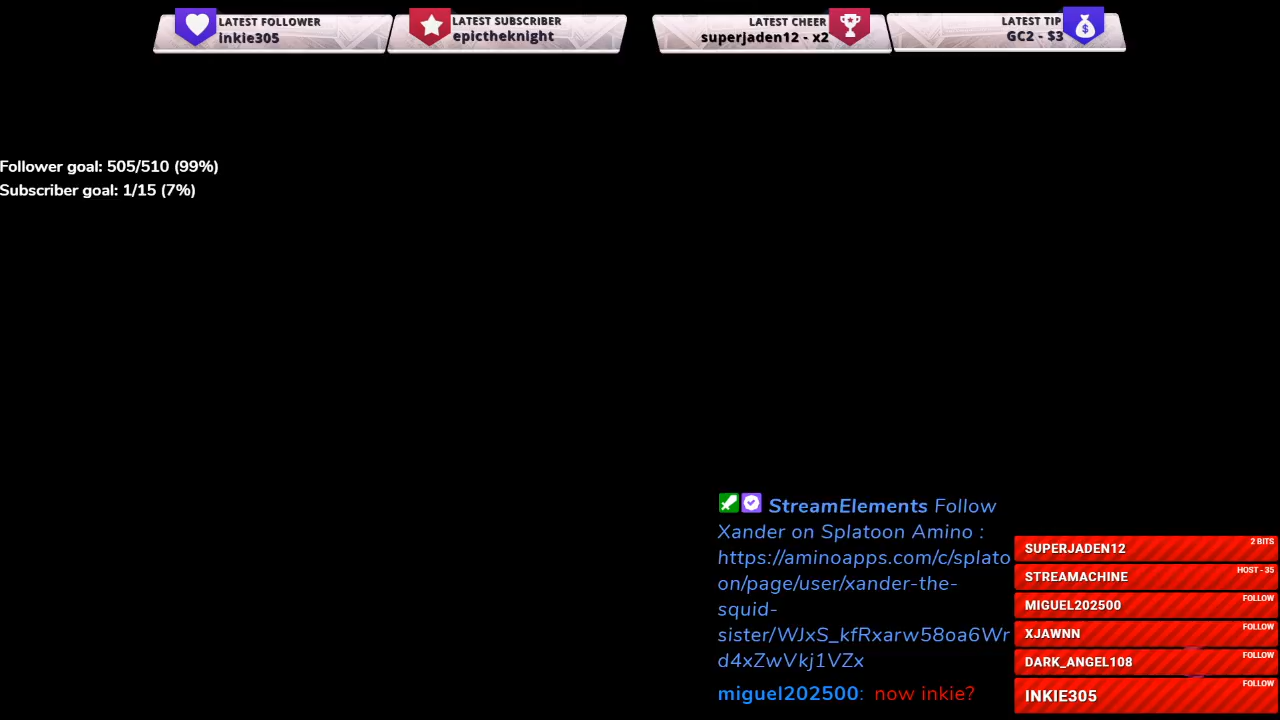 LATEST FOLLOWER
inkie305
LATEST SUBSCRIBER
epictheknight
LATEST CHEER
superjaden12 - x2
LATEST TIP
GC2 - $3
Follower goal: 505/510 (99%)
Subscriber goal: 1/15 (7%)
StreamElements Follow
Xander on Splatoon Amino :
https://aminoapps.com/c/splato
on/page/user/xander-the-
squid-
sister/WJxS_kfRxarw58oa6Wr
d4xZwVkj1VZx
miguel202500: now inkie?
SUPERJADEN12 2 BITS
STREAMACHINE HOST - 35
MIGUEL202500 FOLLOW
XJAWNN FOLLOW
DARK_ANGEL108 FOLLOW
INKIE305 FOLLOW